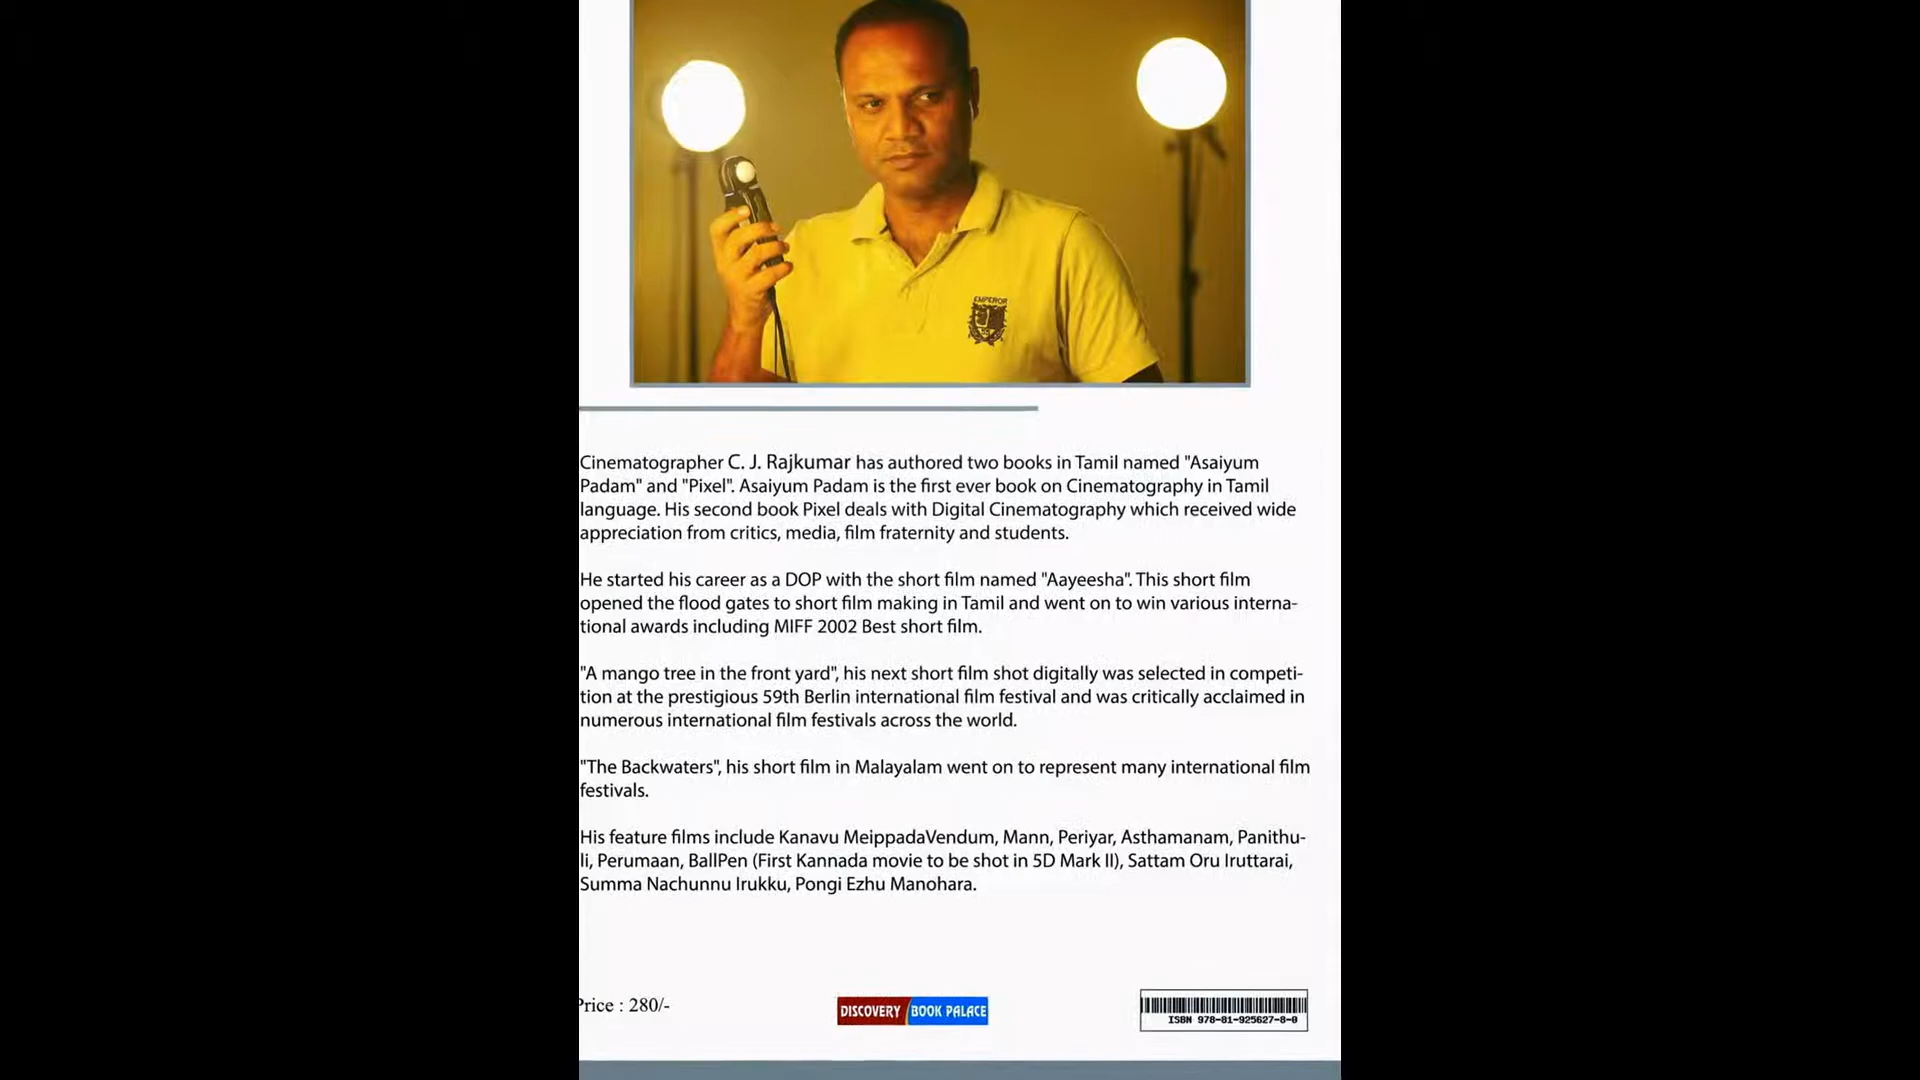 EMPEROR
Cinematographer C. J. Rajkumar has authored two books in Tamil named "Asaiyum
Padam" and "Pixel". Asaiyum Padam is the first ever book on Cinematography in Tamil
language. His second book Pixel deals with Digital Cinematography which received wide
appreciation from critics, media, film fraternity and students.
He started his career as a DOP with the short film named "Aayeesha". This short film
opened the flood gates to short film making in Tamil and went on to win various interna-
tional awards including MIFF 2002 Best short film.
"A mango tree in the front yard", his next short film shot digitally was selected in competi-
tion at the prestigious 59th Berlin international film festival and was critically acclaimed in
numerous international film festivals across the world.
"The Backwaters", his short film in Malayalam went on to represent many international film
festivals.
His feature films include Kanavu MeippadaVendum, Mann, Periyar, Asthamanam, Panithu-
li, Perumaan, BallPen (First Kannada movie to be shot in 5D Mark II), Sattam Oru Iruttarai,
Summa Nachunnu Irukku, Pongi Ezhu Manohara.
Price : 280/-
DISCOVERY BOOK PALACE
ISBN 978-81-925627-8-0